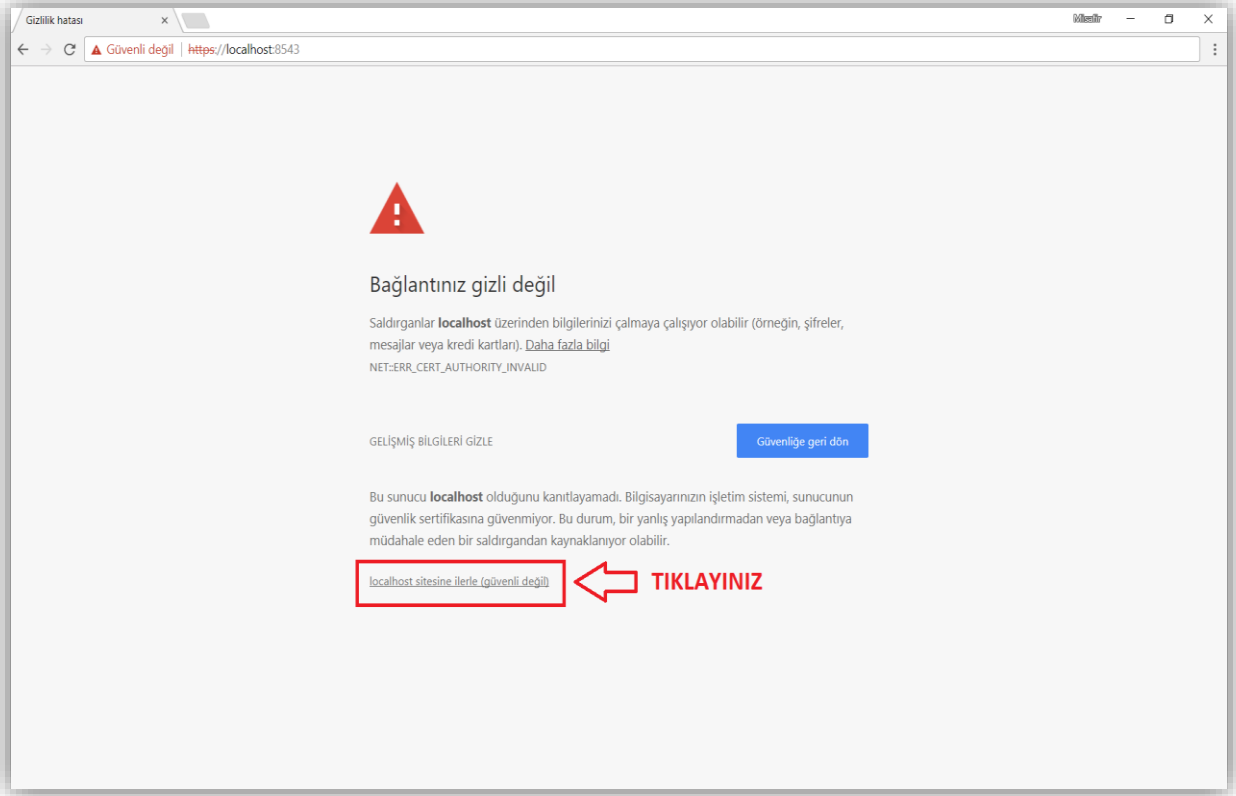 Gizlilik hatası
Misafir
Güvenli değil https://localhost:8543
Bağlantınız gizli değil
Saldırganlar localhost üzerinden bilgilerinizi çalmaya çalışıyor olabilir (örneğin, şifreler,
mesajlar veya kredi kartları). Daha fazla bilgi
NET::ERR_CERT_AUTHORITY_INVALID
GELİŞMİŞ BİLGİLERİ GİZLE
Güvenliğe geri dön
Bu sunucu localhost olduğunu kanıtlayamadı. Bilgisayarınızın işletim sistemi, sunucunun
güvenlik sertifikasına güvenmiyor. Bu durum, bir yanlış yapılandırmadan veya bağlantıya
müdahale eden bir saldırgandan kaynaklanıyor olabilir.
localhost sitesine ilerle (güvenli değil)
TIKLAYINIZ